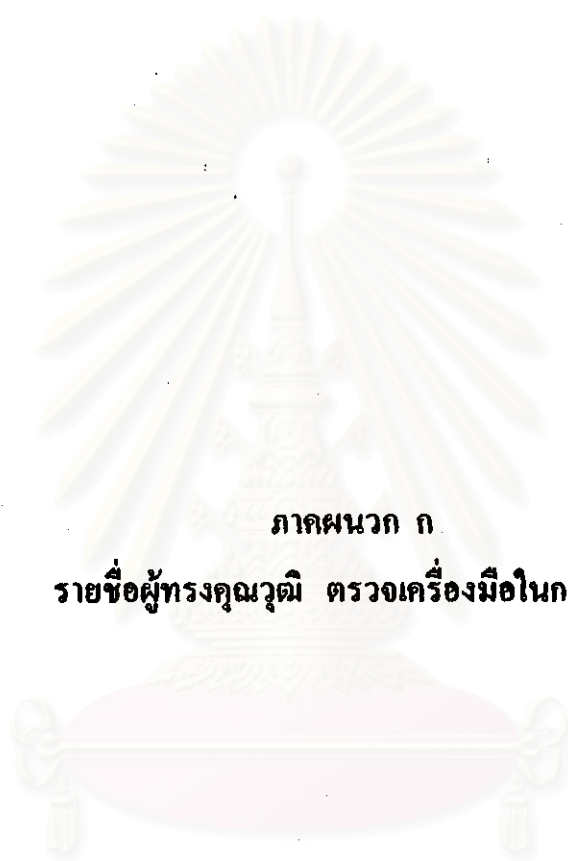 ภาคผนวก ก
รายชื่อผู้ทรงคุณวุฒิ ตรวจเครื่องมือใน